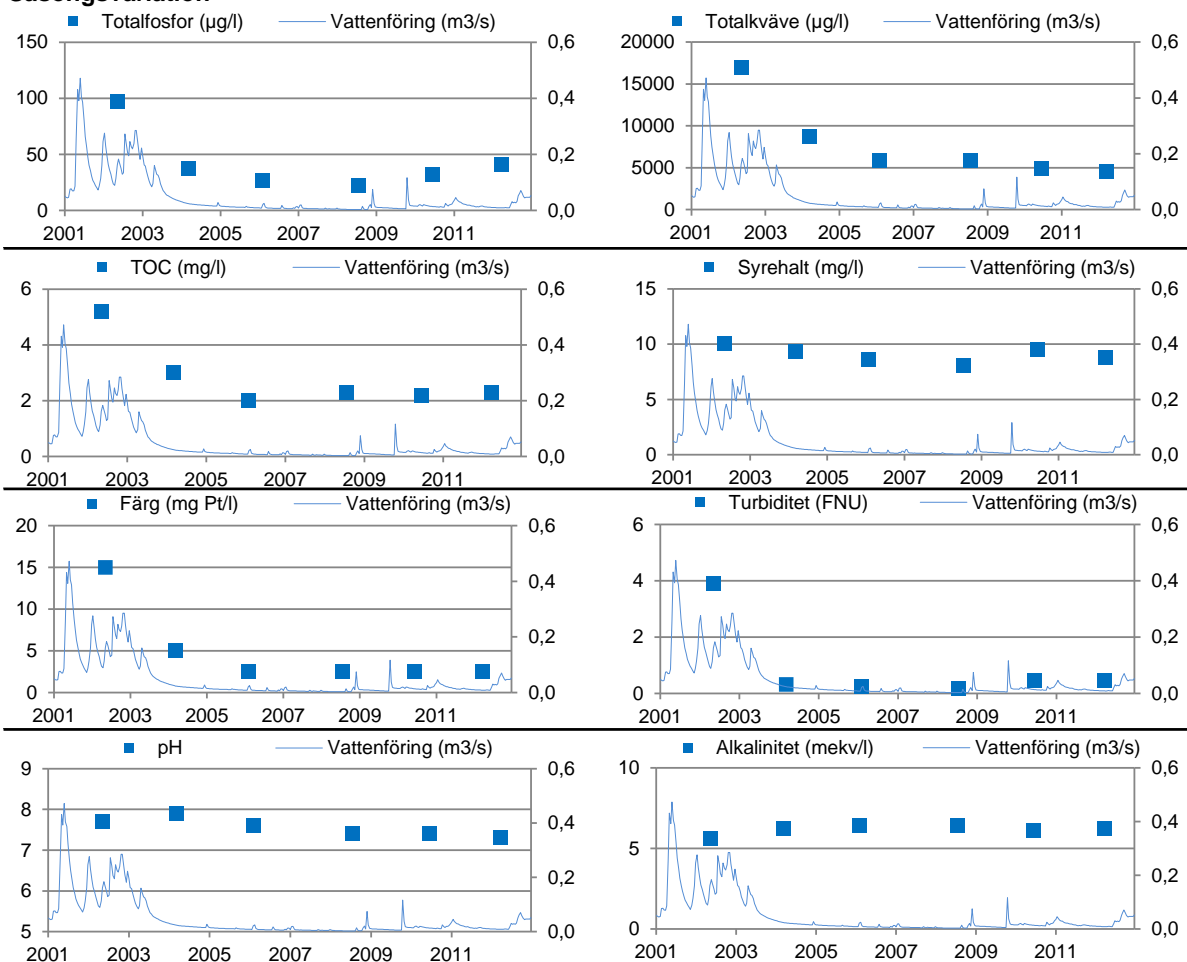 Säsongsvariation
Totalfosfor (µg/l) Vattenföring (m3/s)
150 0,6
100 0,4
50 0,2
0 0,0
2001 2003 2005 2007 2009 2011
Totalkväve (µg/l) Vattenföring (m3/s)
20000 0,6
15000
0,4
10000
0,2
5000
0 0,0
2001 2003 2005 2007 2009 2011
TOC (mg/l) Vattenföring (m3/s)
6 0,6
4 0,4
2 0,2
0 0,0
2001 2003 2005 2007 2009 2011
Syrehalt (mg/l) Vattenföring (m3/s)
15 0,6
10 0,4
5 0,2
0 0,0
2001 2003 2005 2007 2009 2011
Färg (mg Pt/l) Vattenföring (m3/s)
20 0,6
15
0,4
10
0,2
5
0 0,0
2001 2003 2005 2007 2009 2011
Turbiditet (FNU) Vattenföring (m3/s)
6 0,6
4 0,4
2 0,2
0 0,0
2001 2003 2005 2007 2009 2011
pH Vattenföring (m3/s)
9 0,6
8
0,4
7
0,2
6
5 0,0
2001 2003 2005 2007 2009 2011
Alkalinitet (mekv/l) Vattenföring (m3/s)
10 0,6
0,4
5
0,2
0 0,0
2001 2003 2005 2007 2009 2011